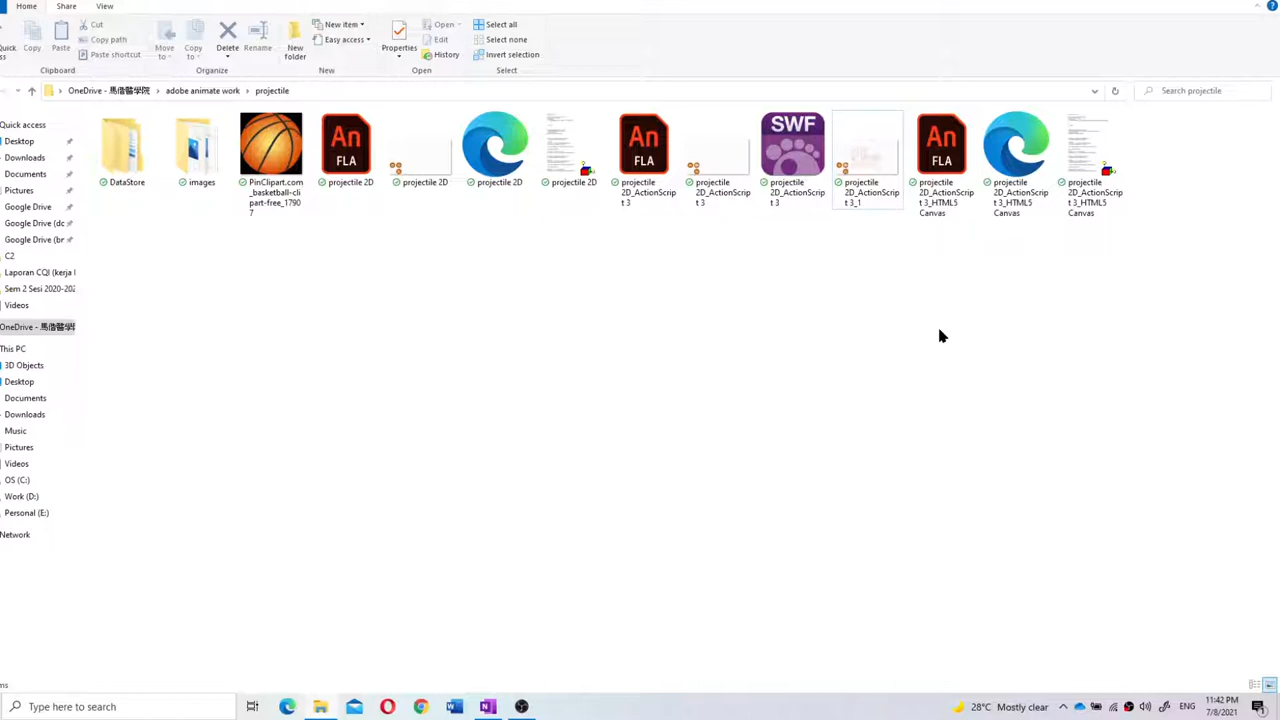 Home Share View
Cut
Copy path
Paste shortcut
Copy Paste
Clipboard
Move to
Copy to
Delete Rename
Organize
New folder
New item
Easy access
New
Properties
Open
Edit
History
Open
Select all
Select none
Invert selection
Select
OneDrive - 馬偕醫學院 > adobe animate work > projectile
Search projectile
Quick access
Desktop
Downloads
Documents
Pictures
Google Drive
Google Drive (dc
Google Drive (br
C2
Laporan CQI (kerja l
Sem 2 Sesi 2020-202
Videos
OneDrive - 馬偕醫學院
This PC
3D Objects
Desktop
Documents
Downloads
Music
Pictures
Videos
OS (C:)
Work (D:)
Personal (E:)
Network
DataStore
images
PinClipart.com
_basketball-cli
part-free_1790
7
An
FLA
projectile 2D
projectile 2D
projectile 2D
projectile 2D
An
FLA
projectile
2D_ActionScrip
t 3
projectile
2D_ActionScrip
t 3
SWF
projectile
2D_ActionScrip
t 3
projectile
2D_ActionScrip
t 3_1
An
FLA
projectile
2D_ActionScrip
t 3_HTML5
Canvas
projectile
2D_ActionScrip
t 3_HTML5
Canvas
projectile
2D_ActionScrip
t 3_HTML5
Canvas
ms
Type here to search
28°C Mostly clear
ENG
11:42 PM
7/8/2021